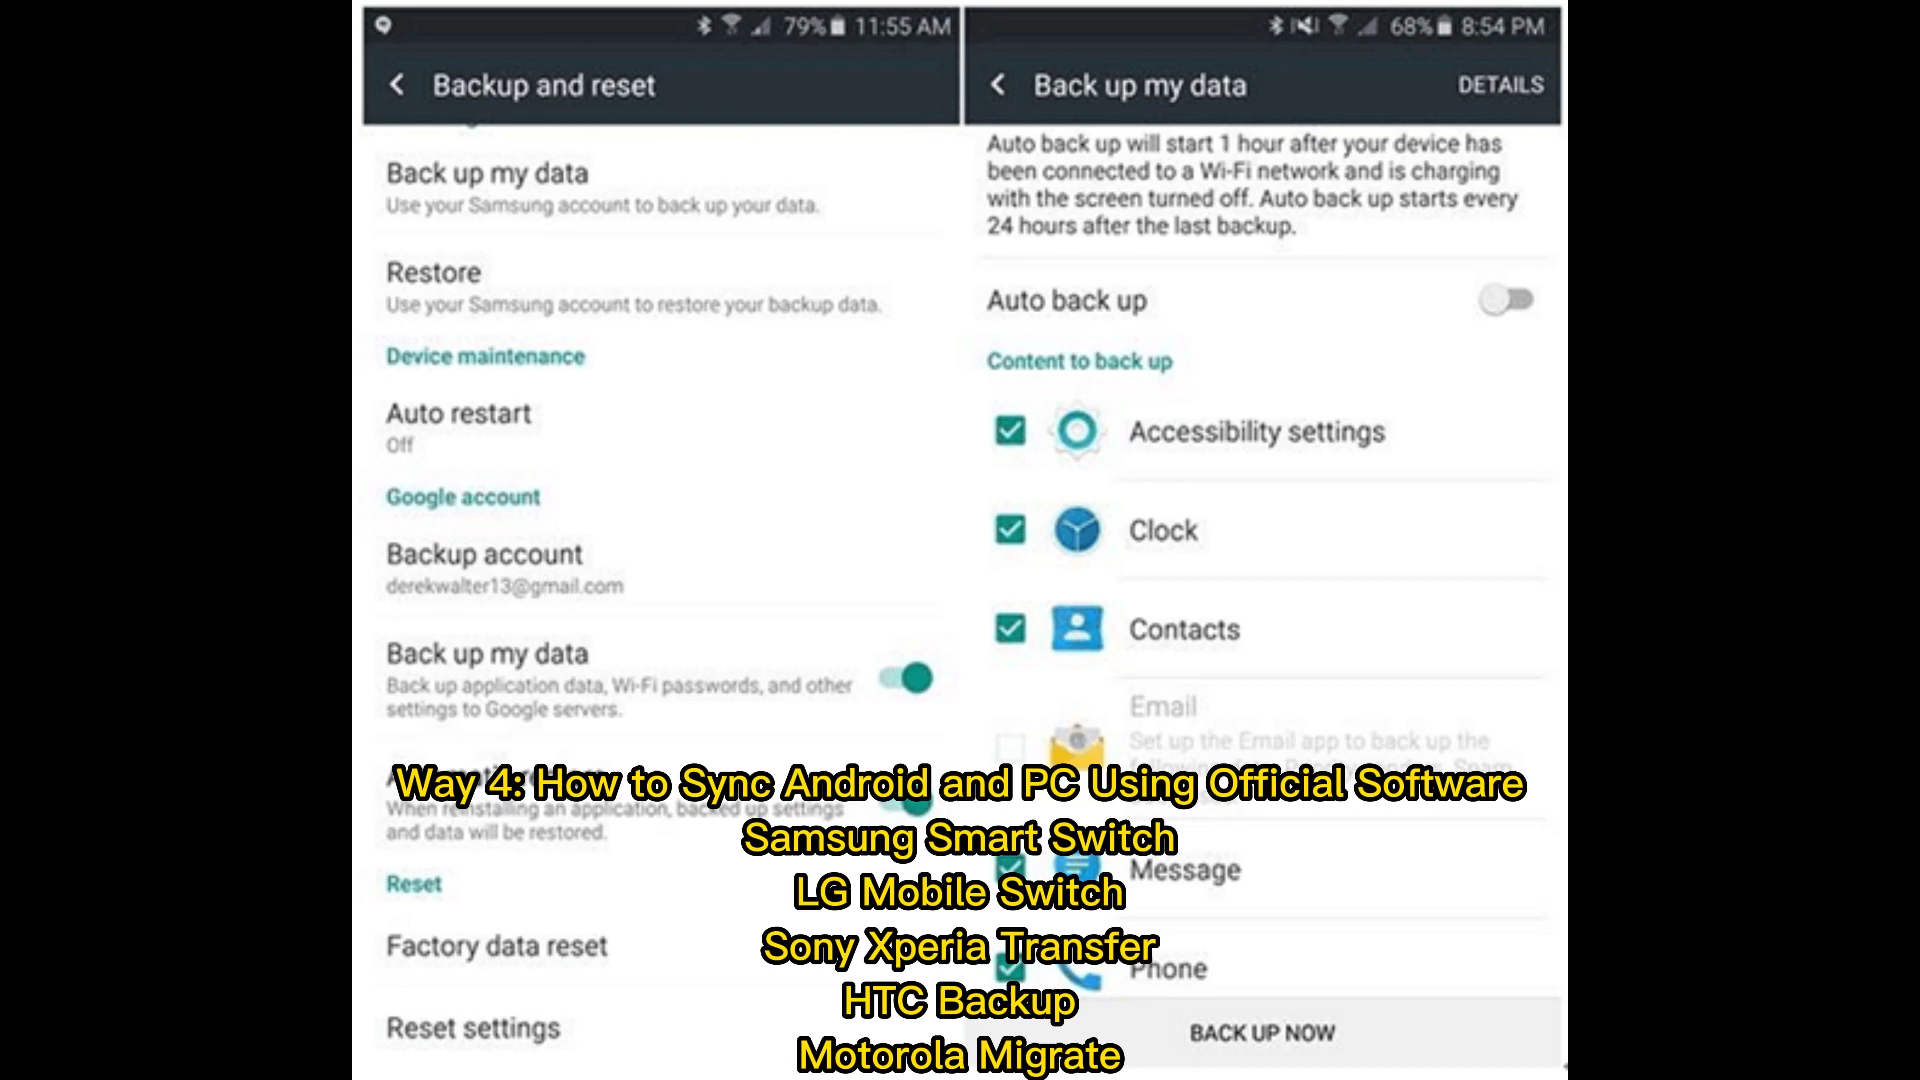 79% 11:55 AM
Backup and reset
Back up my data
Use your Samsung account to back up your data.
Restore
Use your Samsung account to restore your backup data.
Device maintenance
Auto restart
Off
Google account
Backup account
derekwalter13@gmail.com
Back up my data
Back up application data, Wi-Fi passwords, and other
settings to Google servers.
When reinstalling an application, backed up settings
and data will be restored.
Reset
Factory data reset
Reset settings
68% 8:54 PM
Back up my data DETAILS
Auto back up will start 1 hour after your device has
been connected to a Wi-Fi network and is charging
with the screen turned off. Auto back up starts every
24 hours after the last backup.
Auto back up
Content to back up
Accessibility settings
Clock
Contacts
Email
Set up the Email app to back up the
Message
Phone
BACK UP NOW
Way 4: How to Sync Android and PC Using Official Software
Samsung Smart Switch
LG Mobile Switch
Sony Xperia Transfer
HTC Backup
Motorola Migrate